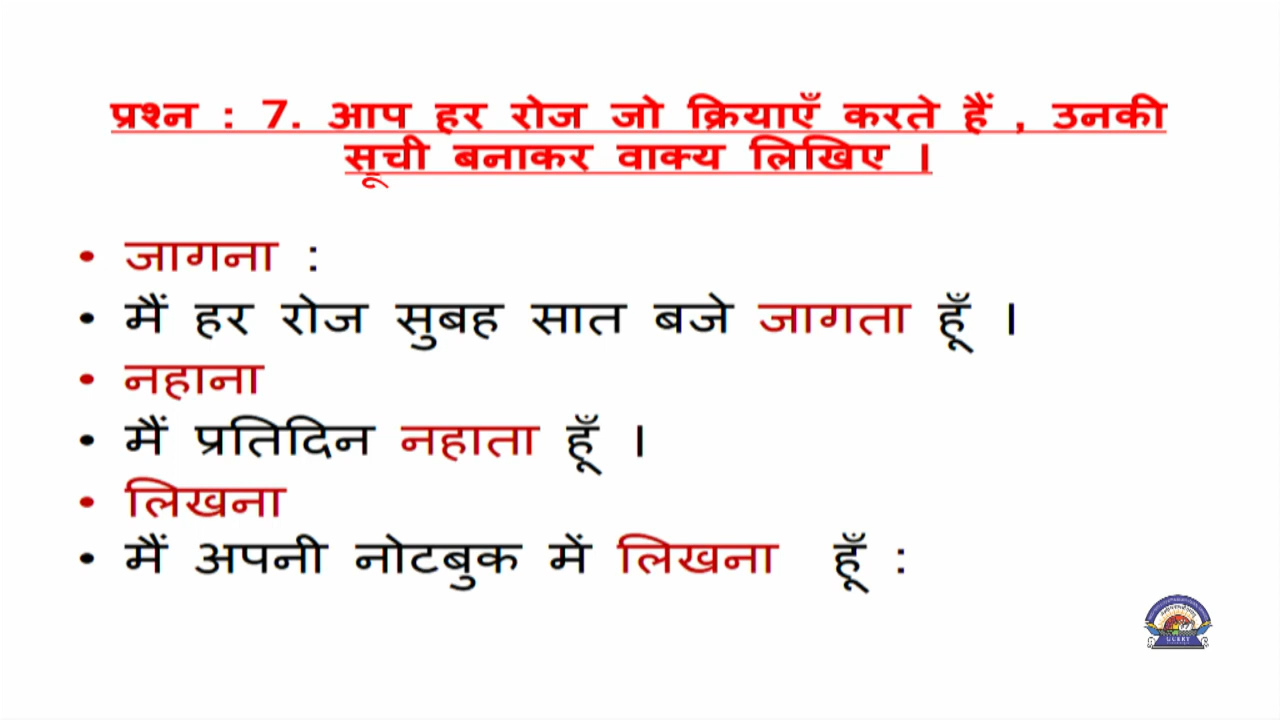 प्रश्न : 7. आप हर रोज जो क्रियाएँ करते हैं , उनकी
सूची बनाकर वाक्य लिखिए ।
• जागना :
• मैं हर रोज सुबह सात बजे जागता हूँ ।
• नहाना
• मैं प्रतिदिन नहाता हूँ ।
• लिखना
• मैं अपनी नोटबुक में लिखना हूँ :